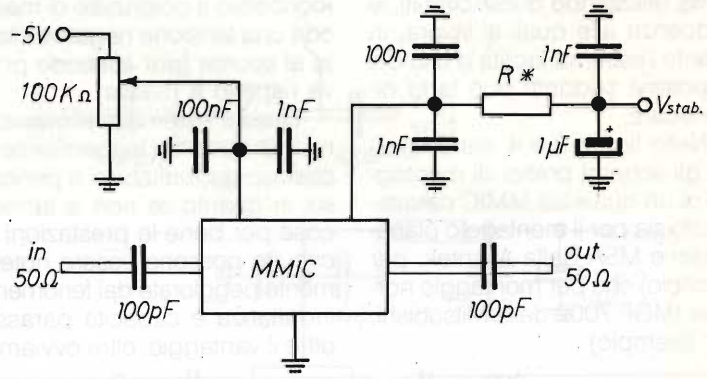 -5V
100KΩ
100nF
1nF
100n
1nF
R *
1nF
+
1µF
Vstab.
in
50Ω
100pF
MMIC
100pF
out
50Ω